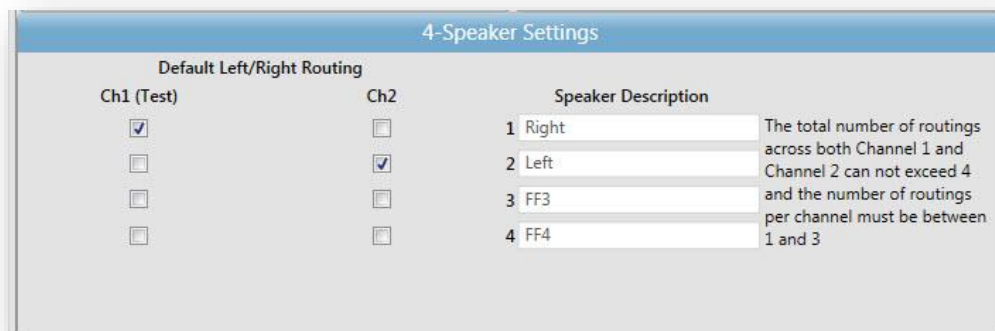 4-Speaker Settings
Default Left/Right Routing
Ch1 (Test) Ch2 Speaker Description
1 Right
2 Left
3 FF3
4 FF4
The total number of routings
across both Channel 1 and
Channel 2 can not exceed 4
and the number of routings
per channel must be between
1 and 3